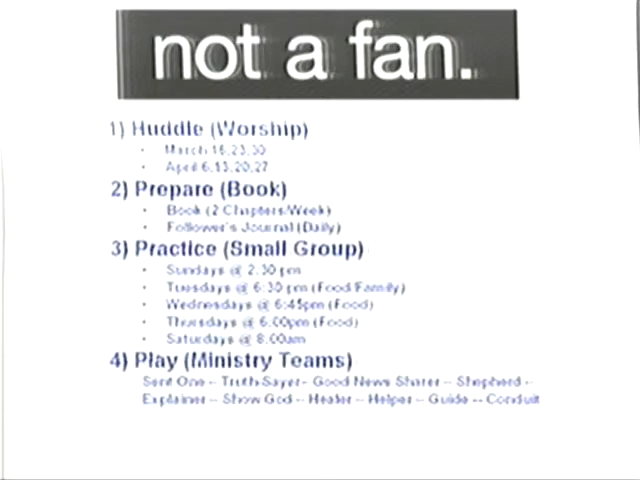 not a fan.
1) Huddle (Worship)
• March 16,23,30
• April 6,13,20,27
2) Prepare (Book)
• Book (2 Chapters/Week)
• Follower's Journal (Daily)
3) Practice (Small Group)
• Sundays @ 2:30 pm
• Tuesdays @ 6:30 pm (Food/Family)
• Wednesdays @ 6:45pm (Food)
• Thursdays @ 6:00pm (Food)
• Saturdays @ 8:00am
4) Play (Ministry Teams)
Sent One -- Truth-Sayer-- Good News Sharer -- Shepherd --
Explainer -- Show God -- Healer -- Helper -- Guide -- Conduit